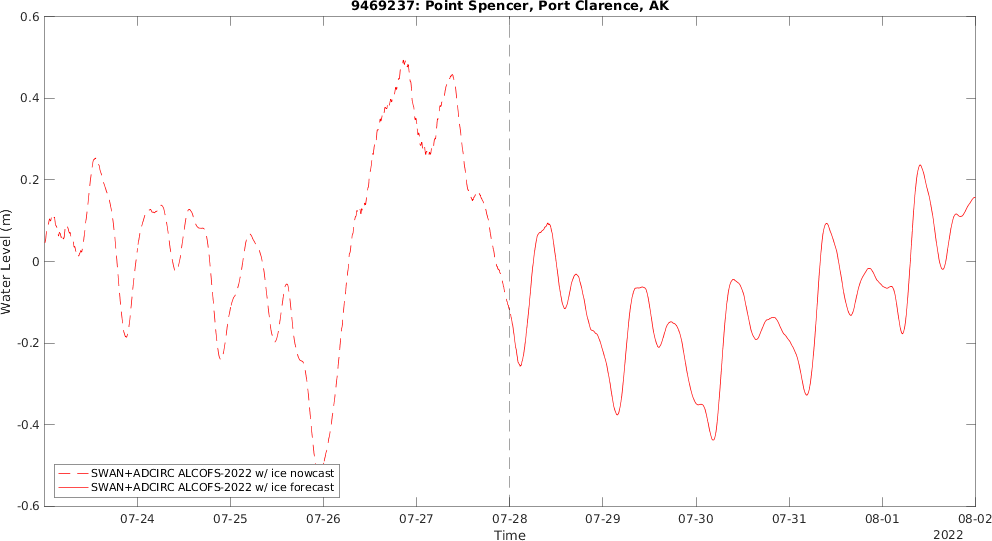 9469237: Point Spencer, Port Clarence, AK
0.6
0.4
0.2
0
-0.2
-0.4
-0.6
Water Level (m)
SWAN+ADCIRC ALCOFS-2022 w/ ice nowcast
SWAN+ADCIRC ALCOFS-2022 w/ ice forecast
07-24 07-25 07-26 07-27 07-28 07-29 07-30 07-31 08-01 08-02
Time
2022